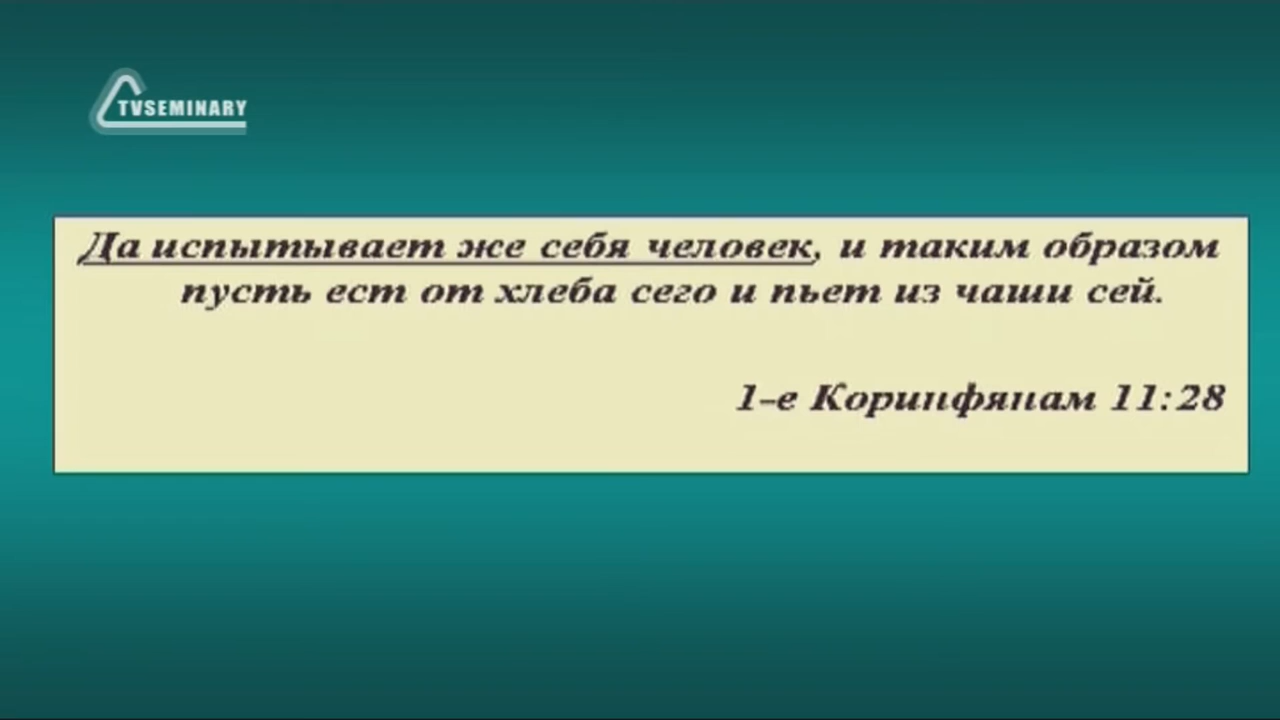 TVSEMINARY
Да испытывает же себя человек, и таким образом
пусть ест от хлеба сего и пьет из чаши сей.
1-е Коринфянам 11:28